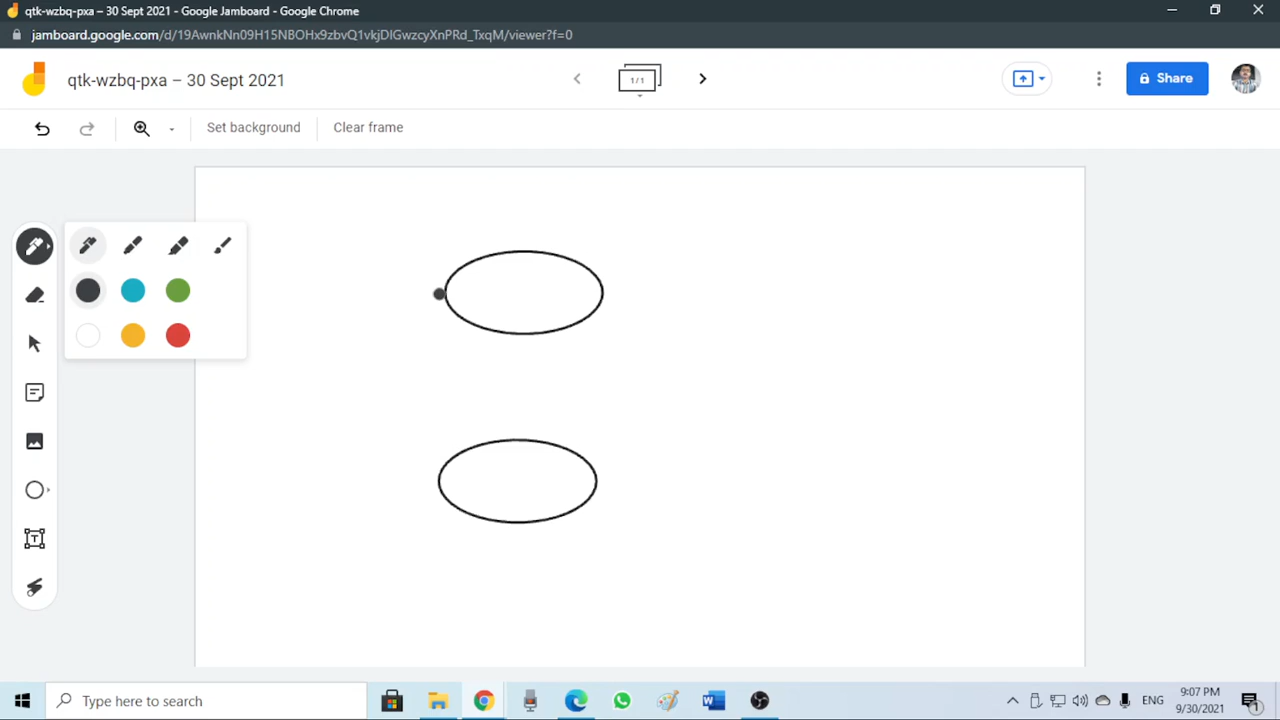 qtk-wzbq-pxa – 30 Sept 2021 - Google Jamboard - Google Chrome
jamboard.google.com/d/19AwnkNn09H15NBOHx9zbvQ1vkjDIGwzcyXnPRd_TxqM/viewer?f=0
qtk-wzbq-pxa – 30 Sept 2021
1/1
Share
Set background
Clear frame
T
Type here to search
ENG
9:07 PM
9/30/2021
1